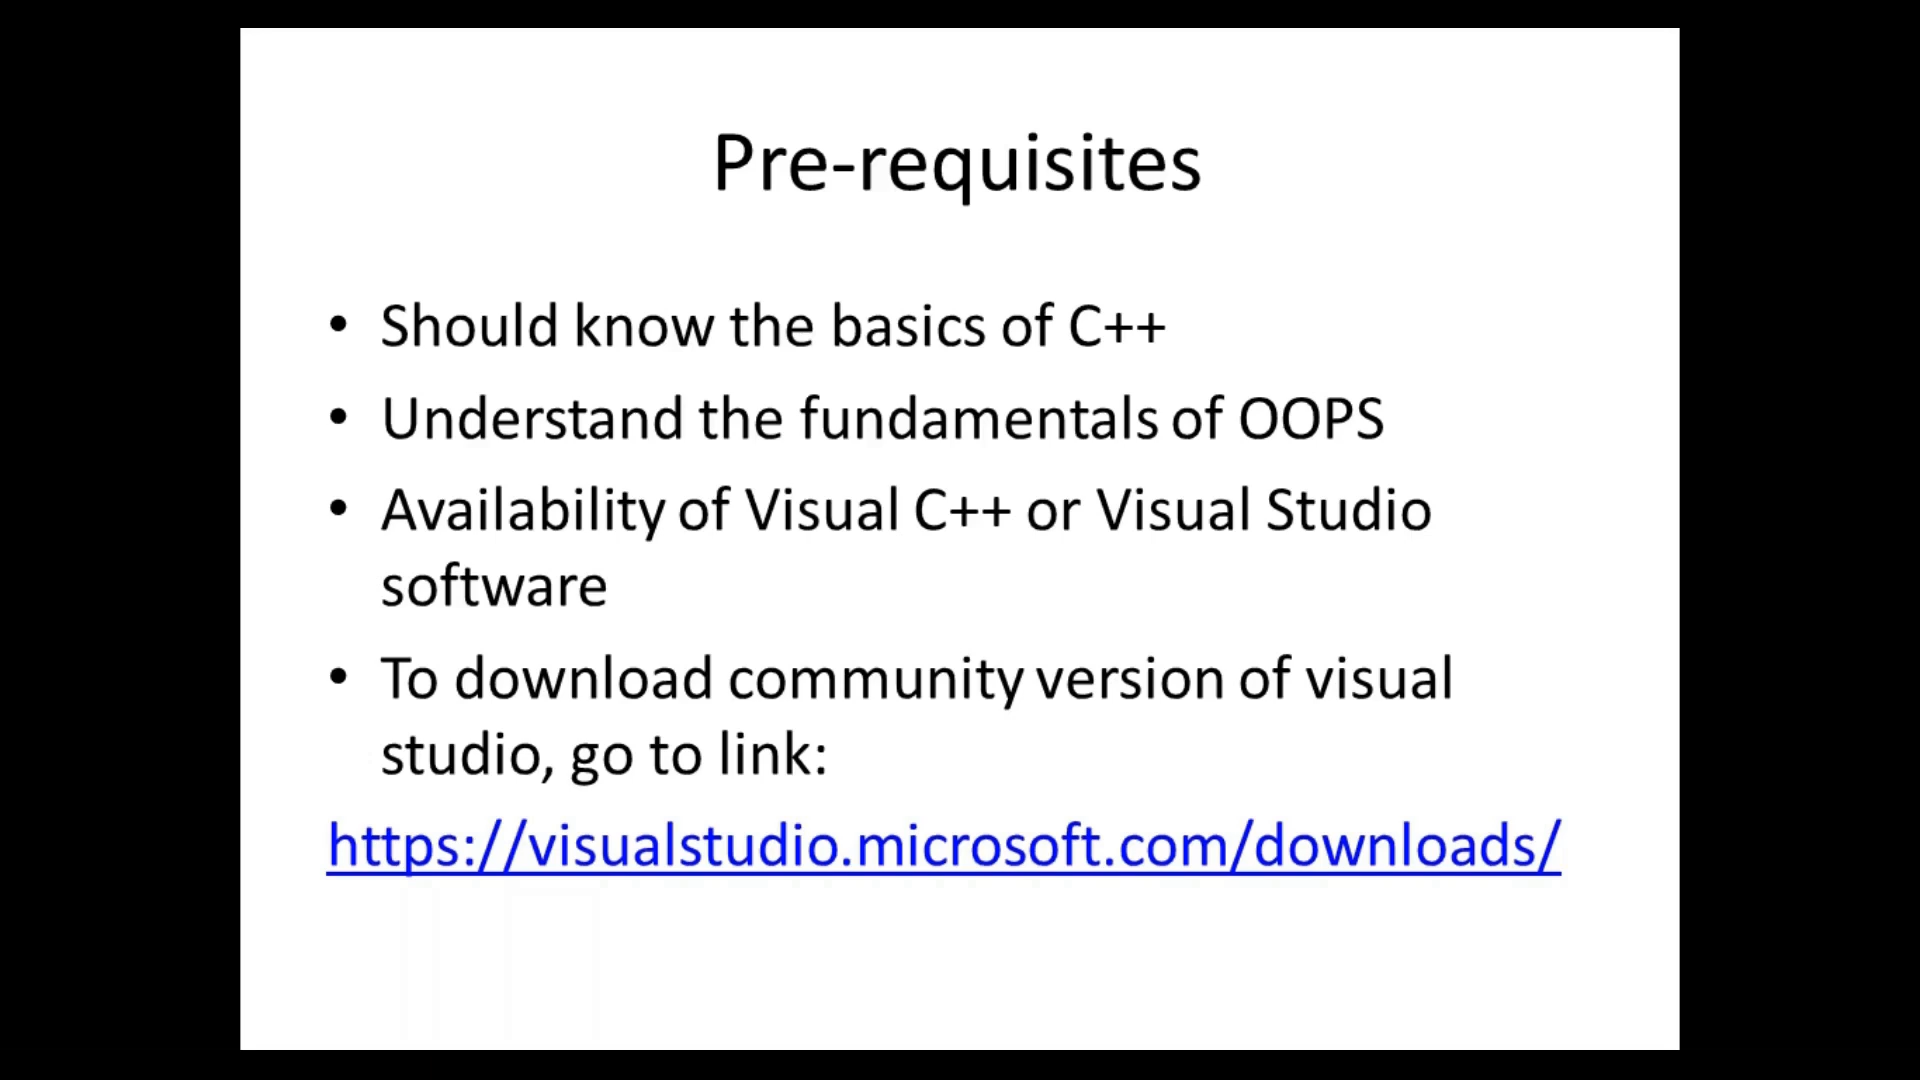 Pre-requisites
• Should know the basics of C++
• Understand the fundamentals of OOPS
• Availability of Visual C++ or Visual Studio
software
• To download community version of visual
studio, go to link:
https://visualstudio.microsoft.com/downloads/